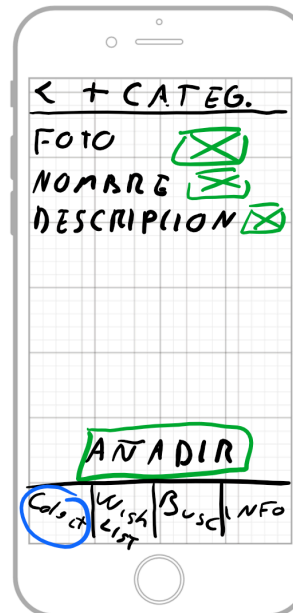 < + CATEG.
FOTO
NOMBRE
DESCRIPCION
AÑADIR
Colect Wish LIST Busc INFO